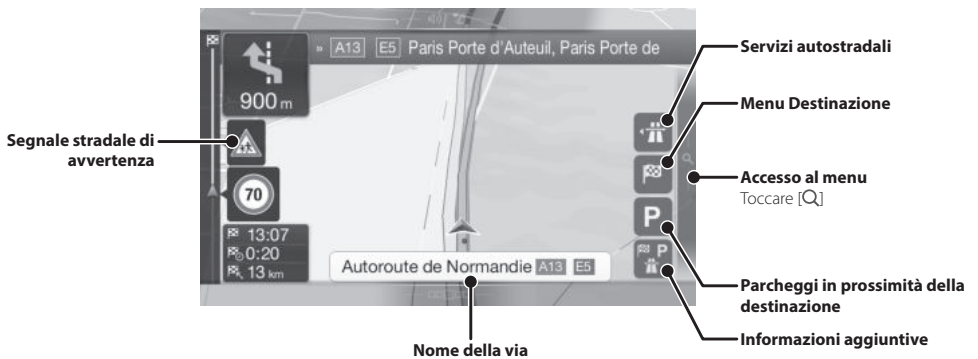 » A13 E5 Paris Porte d'Auteuil, Paris Porte de
900 m
70
13:07
0:20
13 km
Autoroute de Normandie A13 E5
P
P
Segnale stradale di
avvertenza
Nome della via
Servizi autostradali
Menu Destinazione
Accesso al menu
Toccare []
Parcheggi in prossimità della
destinazione
Informazioni aggiuntive